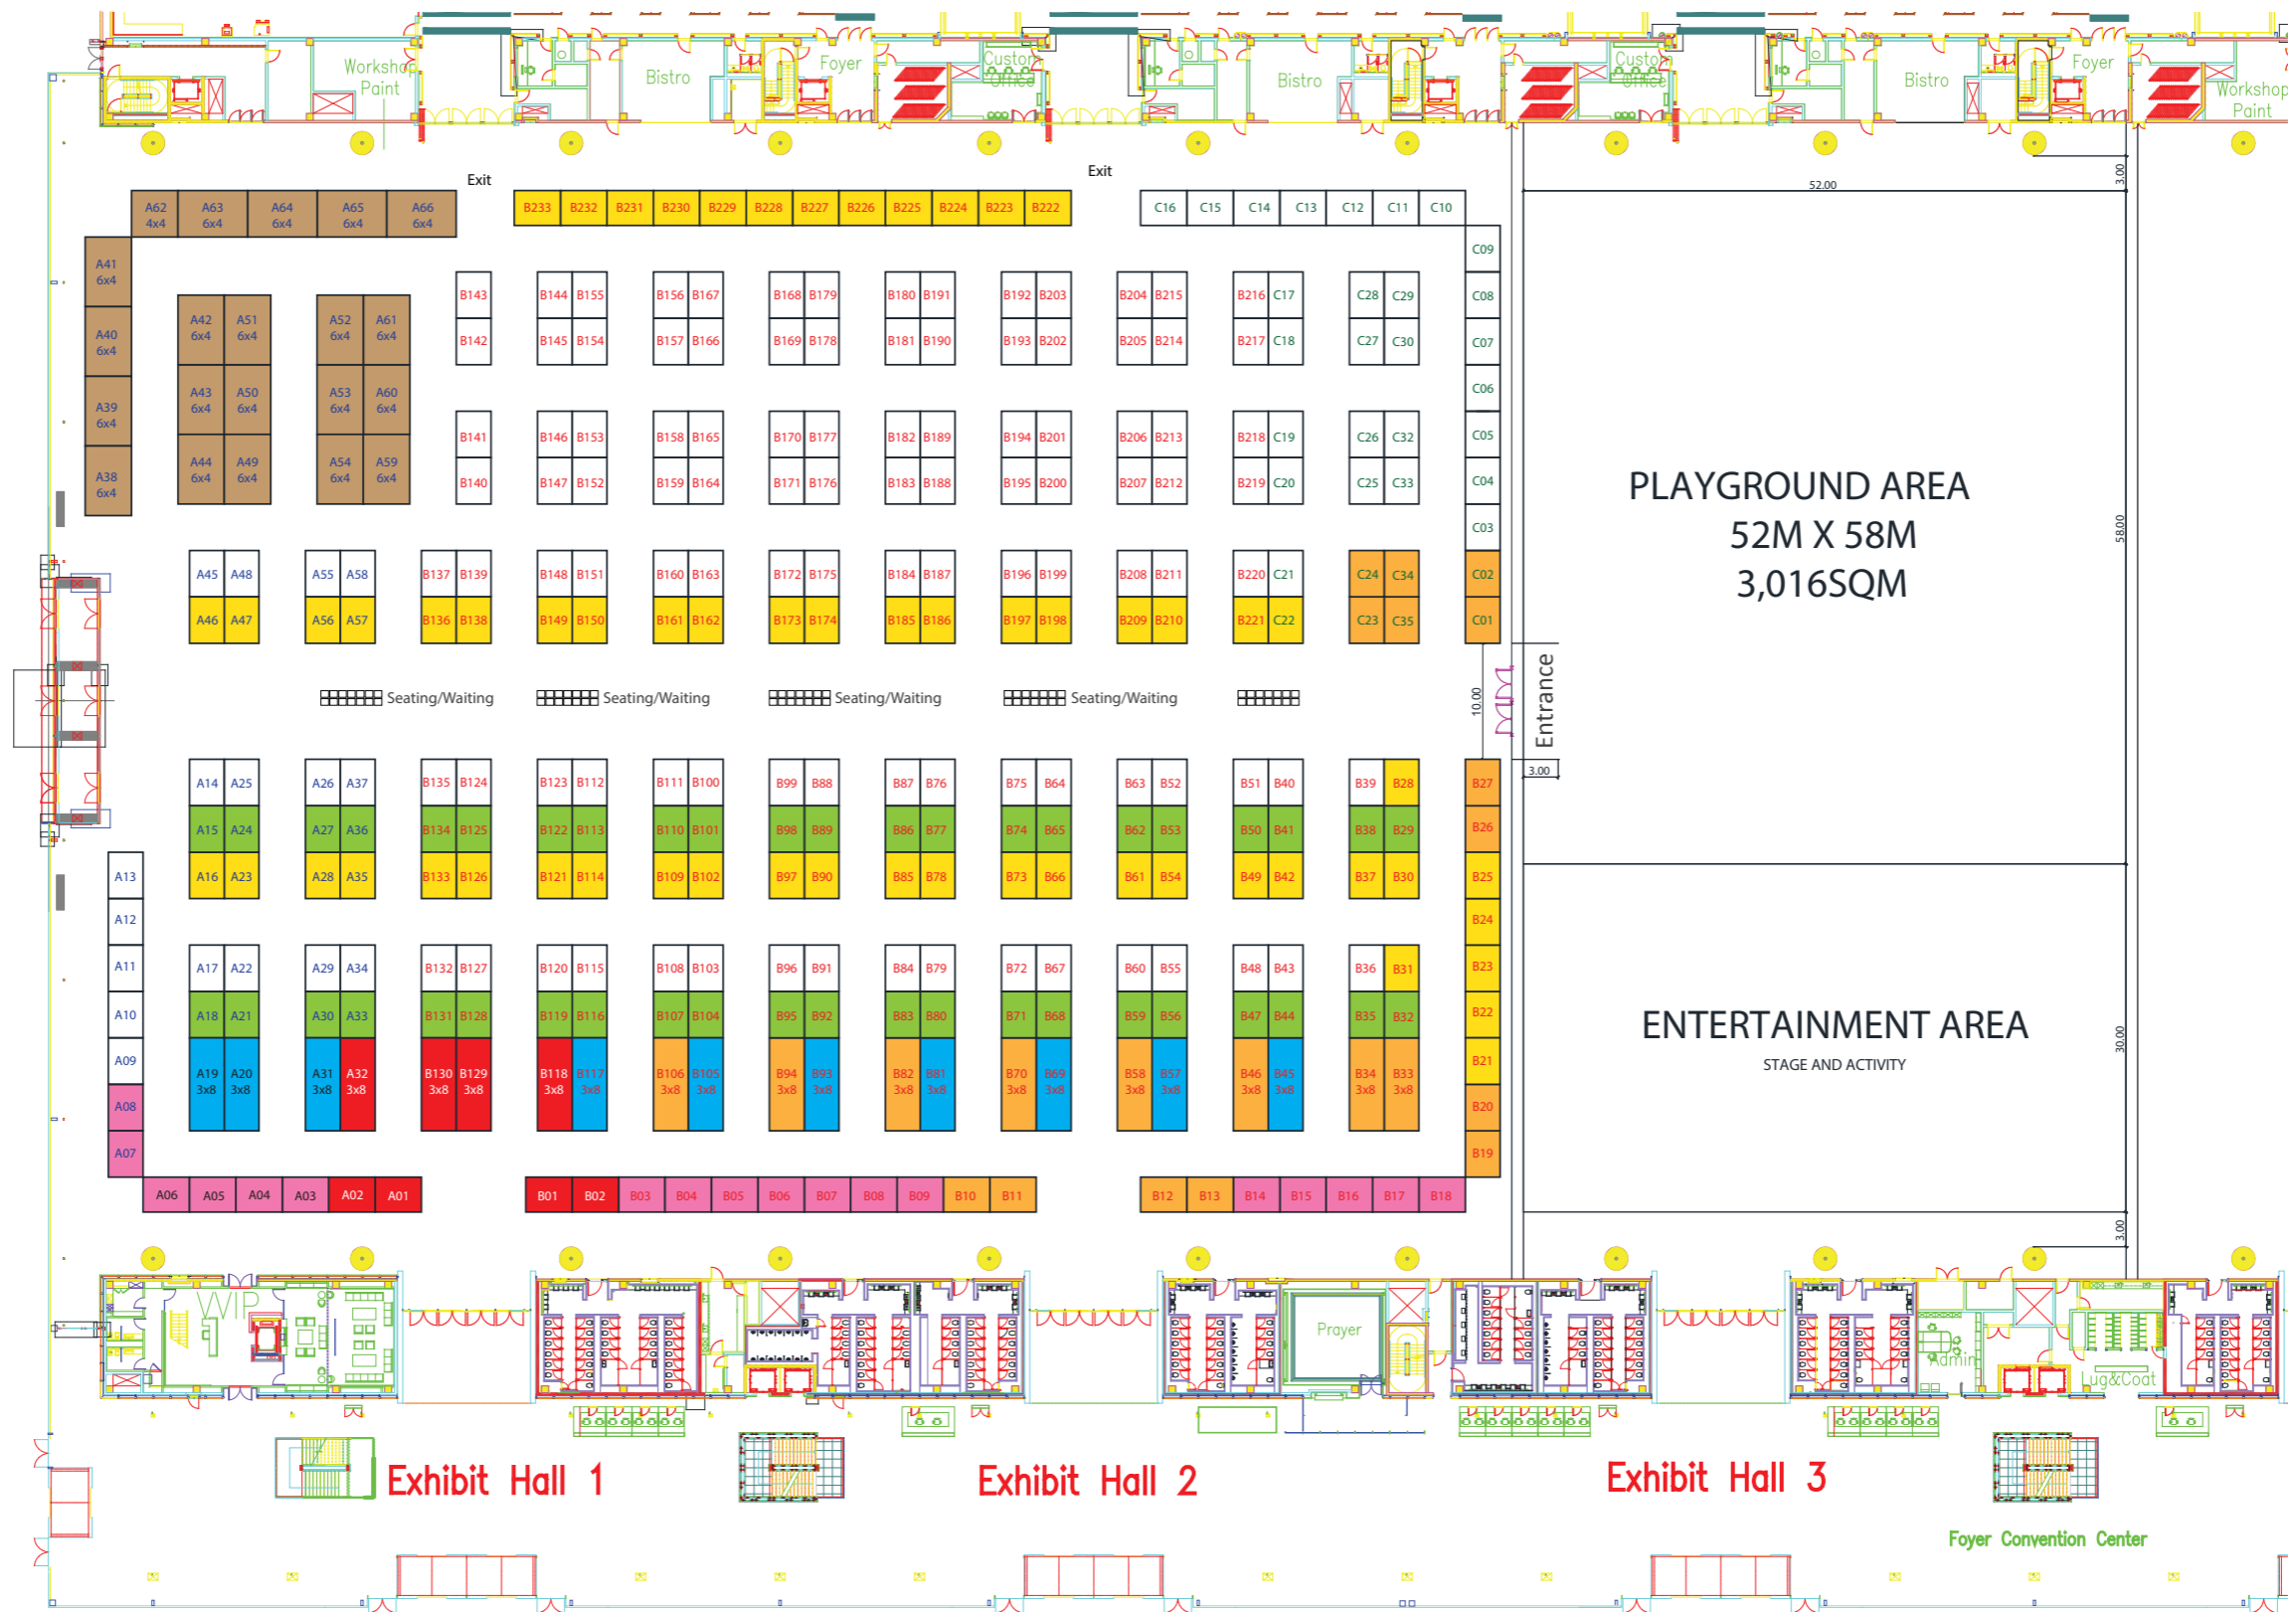 Workshop
Paint
Bistro
Foyer
Custom
Office
Bistro
Custom
Office
Bistro
Foyer
Workshop
Paint
Exit
Exit
3.00
52.00
A62 A63 A64 A65 A66
4x4 6x4 6x4 6x4 6x4
B233 B232 B231 B230 B229 B228 B227 B226 B225 B224 B223 B222
C16 C15 C14 C13 C12 C11 C10
C09
A41
6x4
B143 B144 B155 B156 B167 B168 B179 B180 B191 B192 B203 B204 B215 B216 C17 C28 C29 C08
A42 A51 A52 A61
6x4 6x4 6x4 6x4
A40
6x4
B142 B145 B154 B157 B166 B169 B178 B181 B190 B193 B202 B205 B214 B217 C18 C27 C30 C07
A43 A50 A53 A60
6x4 6x4 6x4 6x4
C06
A39
6x4
B141 B146 B153 B158 B165 B170 B177 B182 B189 B194 B201 B206 B213 B218 C19 C26 C32 C05
A44 A49 A54 A59
6x4 6x4 6x4 6x4
A38
6x4
B140 B147 B152 B159 B164 B171 B176 B183 B188 B195 B200 B207 B212 B219 C20 C25 C33 C04
C03
PLAYGROUND AREA
52M X 58M
3,016SQM
58.00
A45 A48 A55 A58 B137 B139 B148 B151 B160 B163 B172 B175 B184 B187 B196 B199 B208 B211 B220 C21 C24 C34 C02
A46 A47 A56 A57 B136 B138 B149 B150 B161 B162 B173 B174 B185 B186 B197 B198 B209 B210 B221 C22 C23 C35 C01
Seating/Waiting
Seating/Waiting
Seating/Waiting
Seating/Waiting
10.00
Entrance
3.00
A14 A25 A26 A37 B135 B124 B123 B112 B111 B100 B99 B88 B87 B76 B75 B64 B63 B52 B51 B40 B39 B28 B27
A15 A24 A27 A36 B134 B125 B122 B113 B110 B101 B98 B89 B86 B77 B74 B65 B62 B53 B50 B41 B38 B29 B26
A13 A16 A23 A28 A35 B133 B126 B121 B114 B109 B102 B97 B90 B85 B78 B73 B66 B61 B54 B49 B42 B37 B30 B25
A12 B24
A11 A17 A22 A29 A34 B132 B127 B120 B115 B108 B103 B96 B91 B84 B79 B72 B67 B60 B55 B48 B43 B36 B31 B23
A10 A18 A21 A30 A33 B131 B128 B119 B116 B107 B104 B95 B92 B83 B80 B71 B68 B59 B56 B47 B44 B35 B32 B22
A09 A19 A20 A31 A32 B130 B129 B118 B117 B106 B105 B94 B93 B82 B81 B70 B69 B58 B57 B46 B45 B34 B33 B21
3x8 3x8 3x8 3x8 3x8 3x8 3x8 3x8 3x8 3x8 3x8 3x8 3x8 3x8 3x8 3x8 3x8 3x8 3x8 3x8 3x8 3x8
A08 B20
A07 B19
ENTERTAINMENT AREA
STAGE AND ACTIVITY
30.00
A06 A05 A04 A03 A02 A01 B01 B02 B03 B04 B05 B06 B07 B08 B09 B10 B11 B12 B13 B14 B15 B16 B17 B18
3.00
VVIP
Prayer
Admin
Lug&Coat
Exhibit Hall 1
Exhibit Hall 2
Exhibit Hall 3
Foyer Convention Center